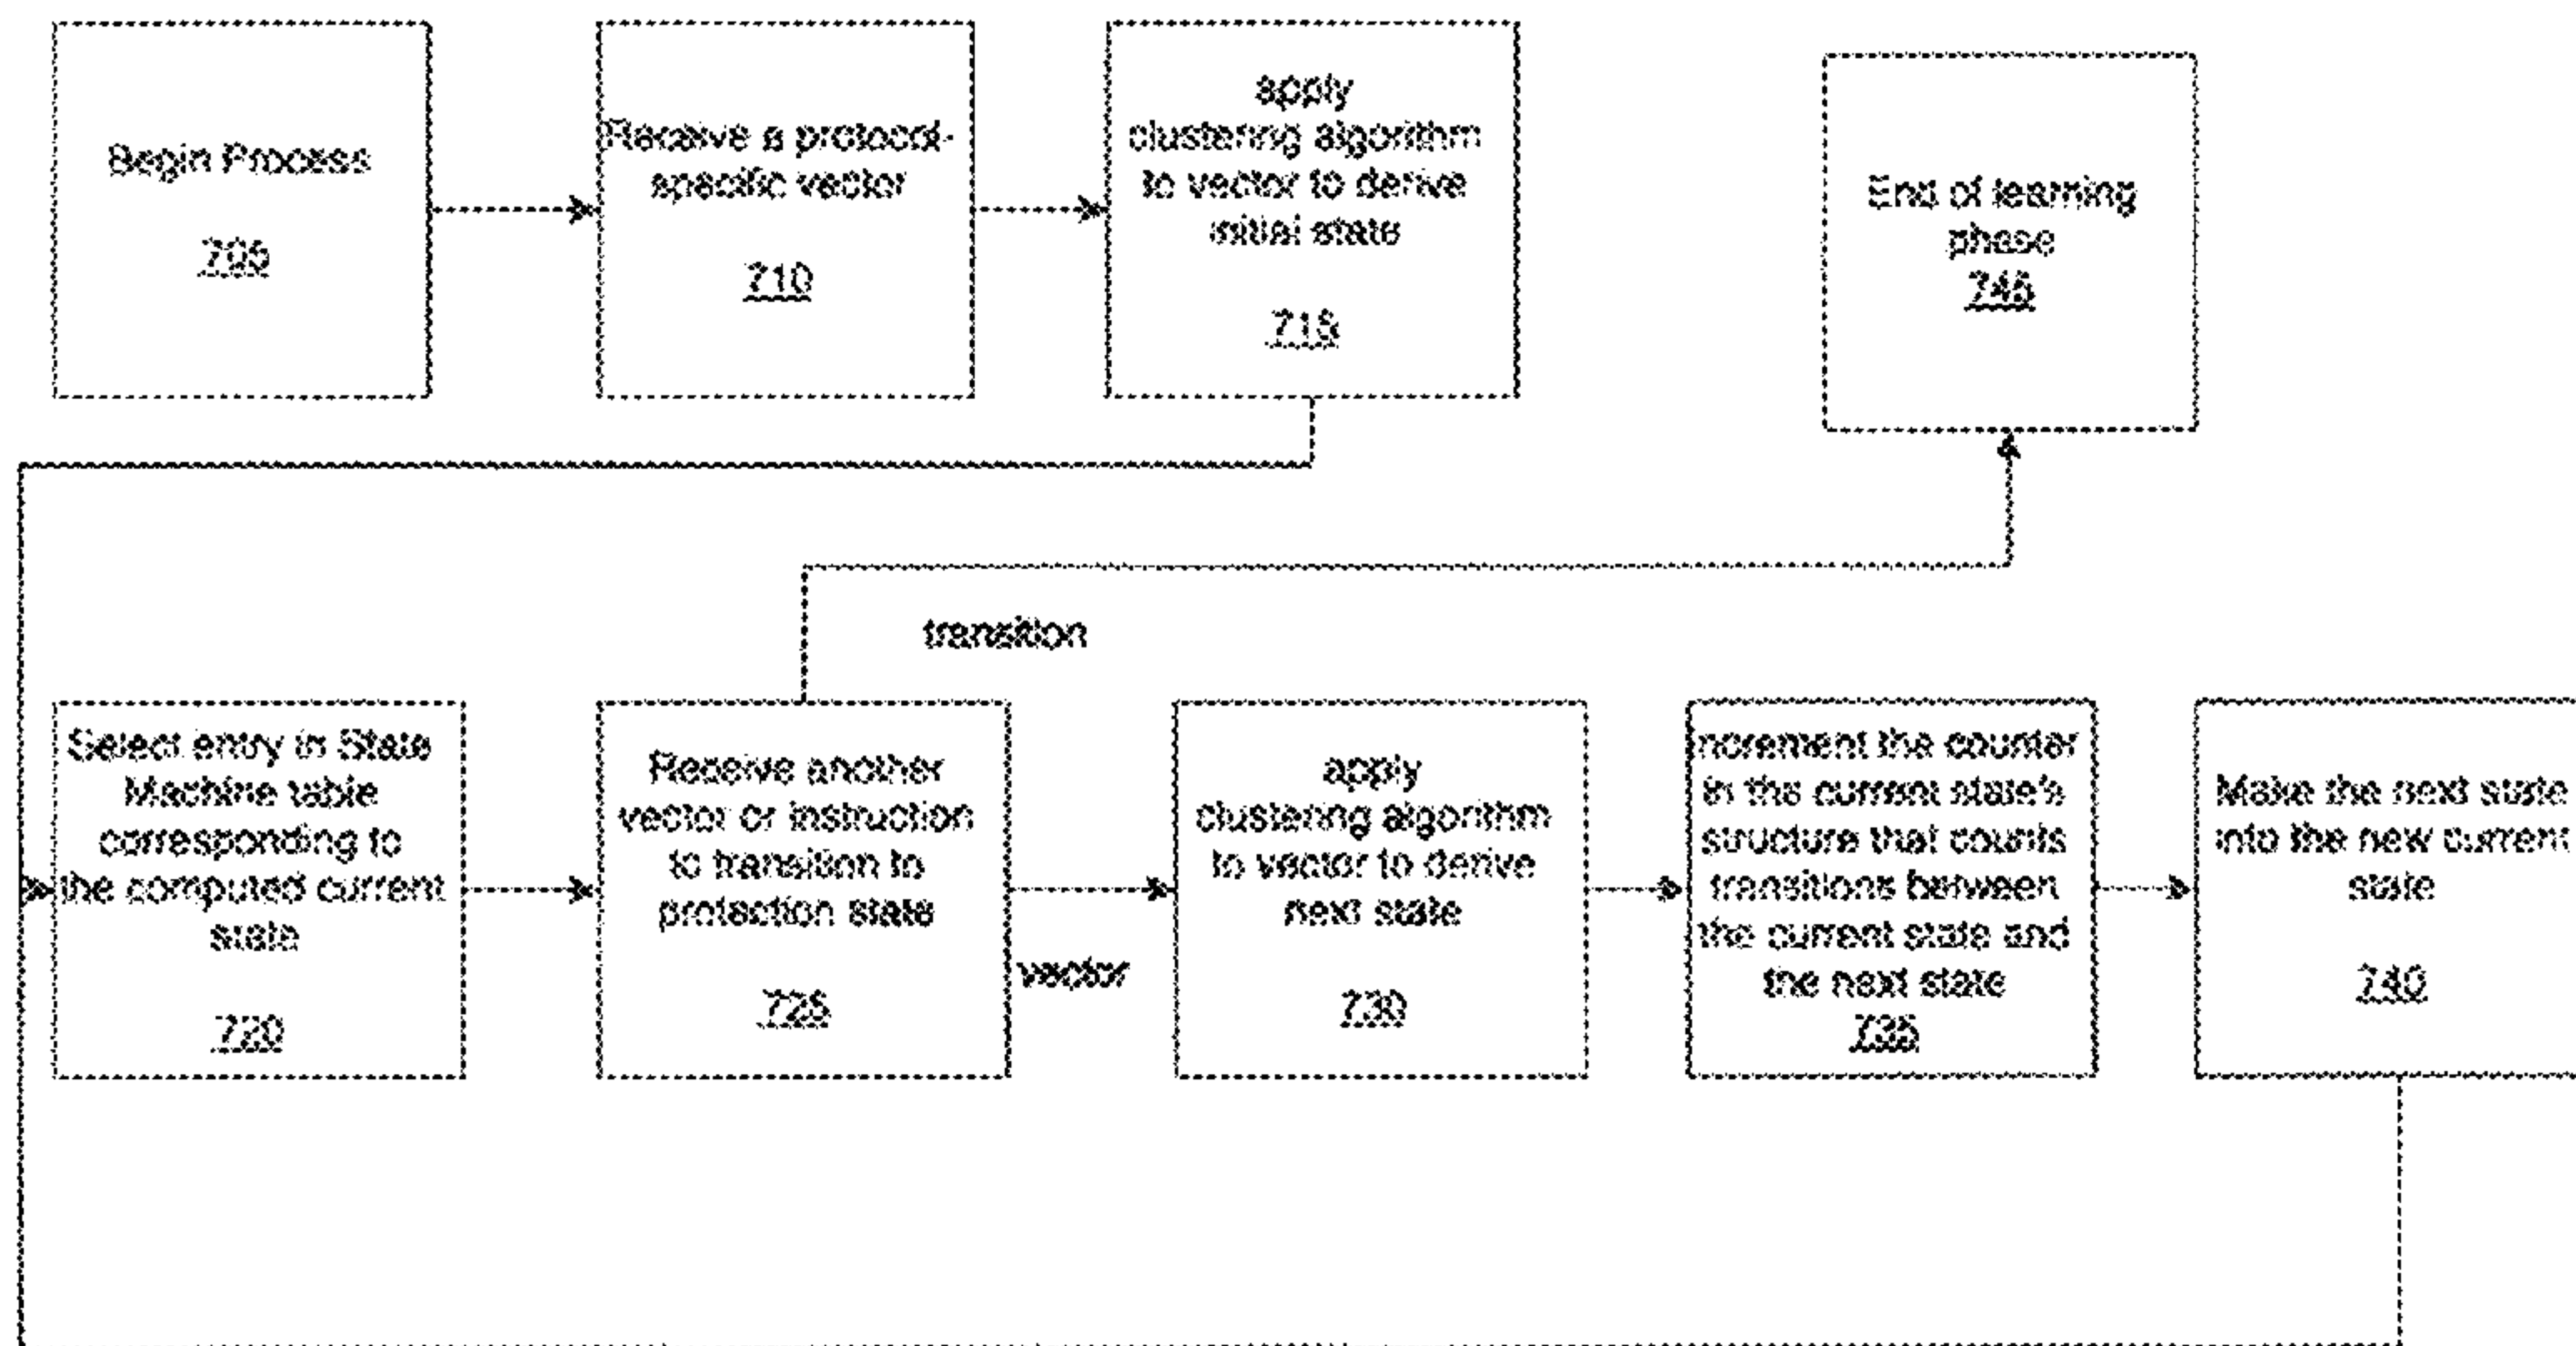 Begin Process
705
Receive a protocol-
specific vector
710
apply
clustering algorithm
to vector to derive
initial state
715
End of learning
phase
745
transition
Select entry in State
Machine table
corresponding to
the computed current
state
720
Receive another
vector or instruction
to transition to
protection state
725
vector
apply
clustering algorithm
to vector to derive
next state
730
Increment the counter
in the current state's
structure that counts
transitions between
the current state and
the next state
735
Make the next state
into the new current
state
740